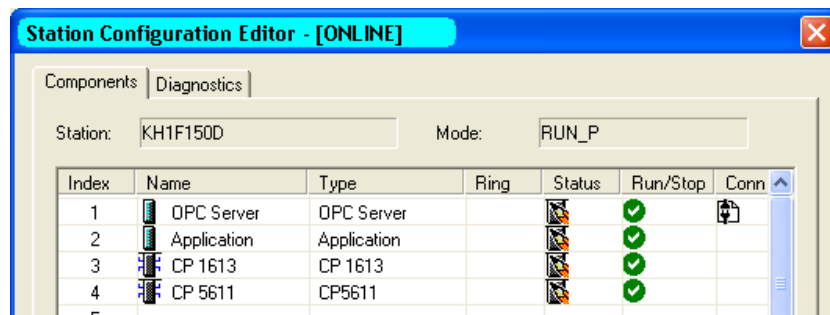 Station Configuration Editor - [ONLINE]
Components Diagnostics
Station: KH1F150D Mode: RUN_P
Index Name Type Ring Status Run/Stop Conn
1 OPC Server OPC Server
2 Application Application
3 CP 1613 CP 1613
4 CP 5611 CP5611